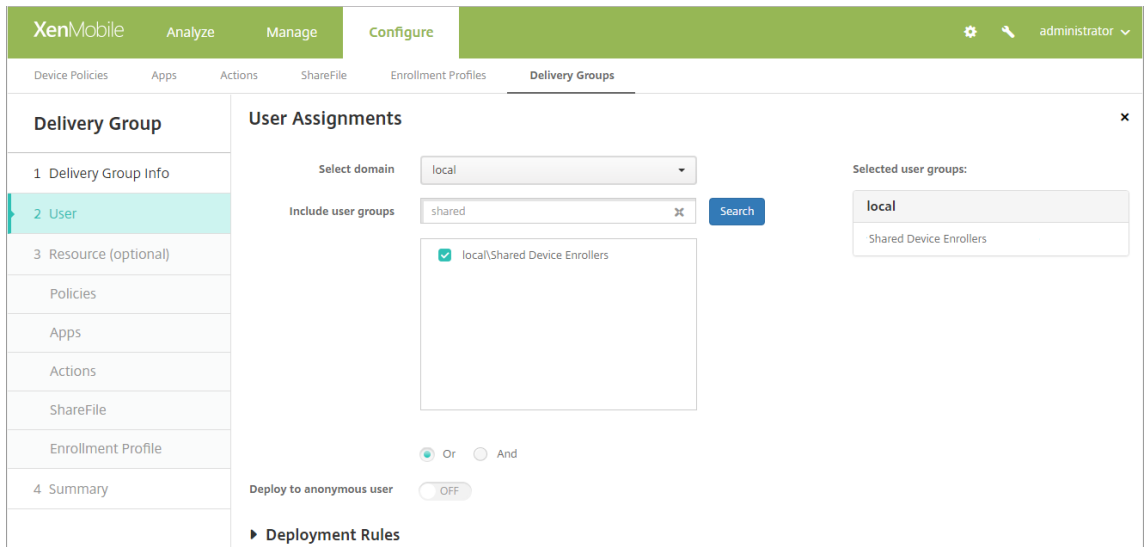 XenMobile Analyze Manage Configure administrator
Device Policies Apps Actions ShareFile Enrollment Profiles Delivery Groups
Delivery Group
1 Delivery Group Info
2 User
3 Resource (optional)
Policies
Apps
Actions
ShareFile
Enrollment Profile
4 Summary
User Assignments
Select domain local
Include user groups shared Search
local\Shared Device Enrollers
Or And
Deploy to anonymous user OFF
Deployment Rules
Selected user groups:
local
Shared Device Enrollers